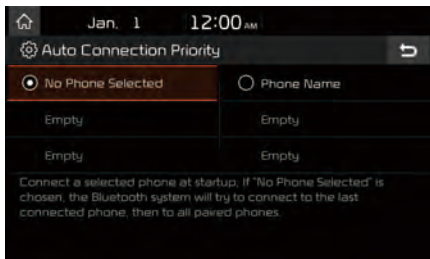 Jan. 1 12:00 AM
Auto Connection Priority
No Phone Selected Phone Name
Empty Empty
Empty Empty
Connect a selected phone at startup. If "No Phone Selected" is
chosen, the Bluetooth system will try to connect to the last
connected phone, then to all paired phones.